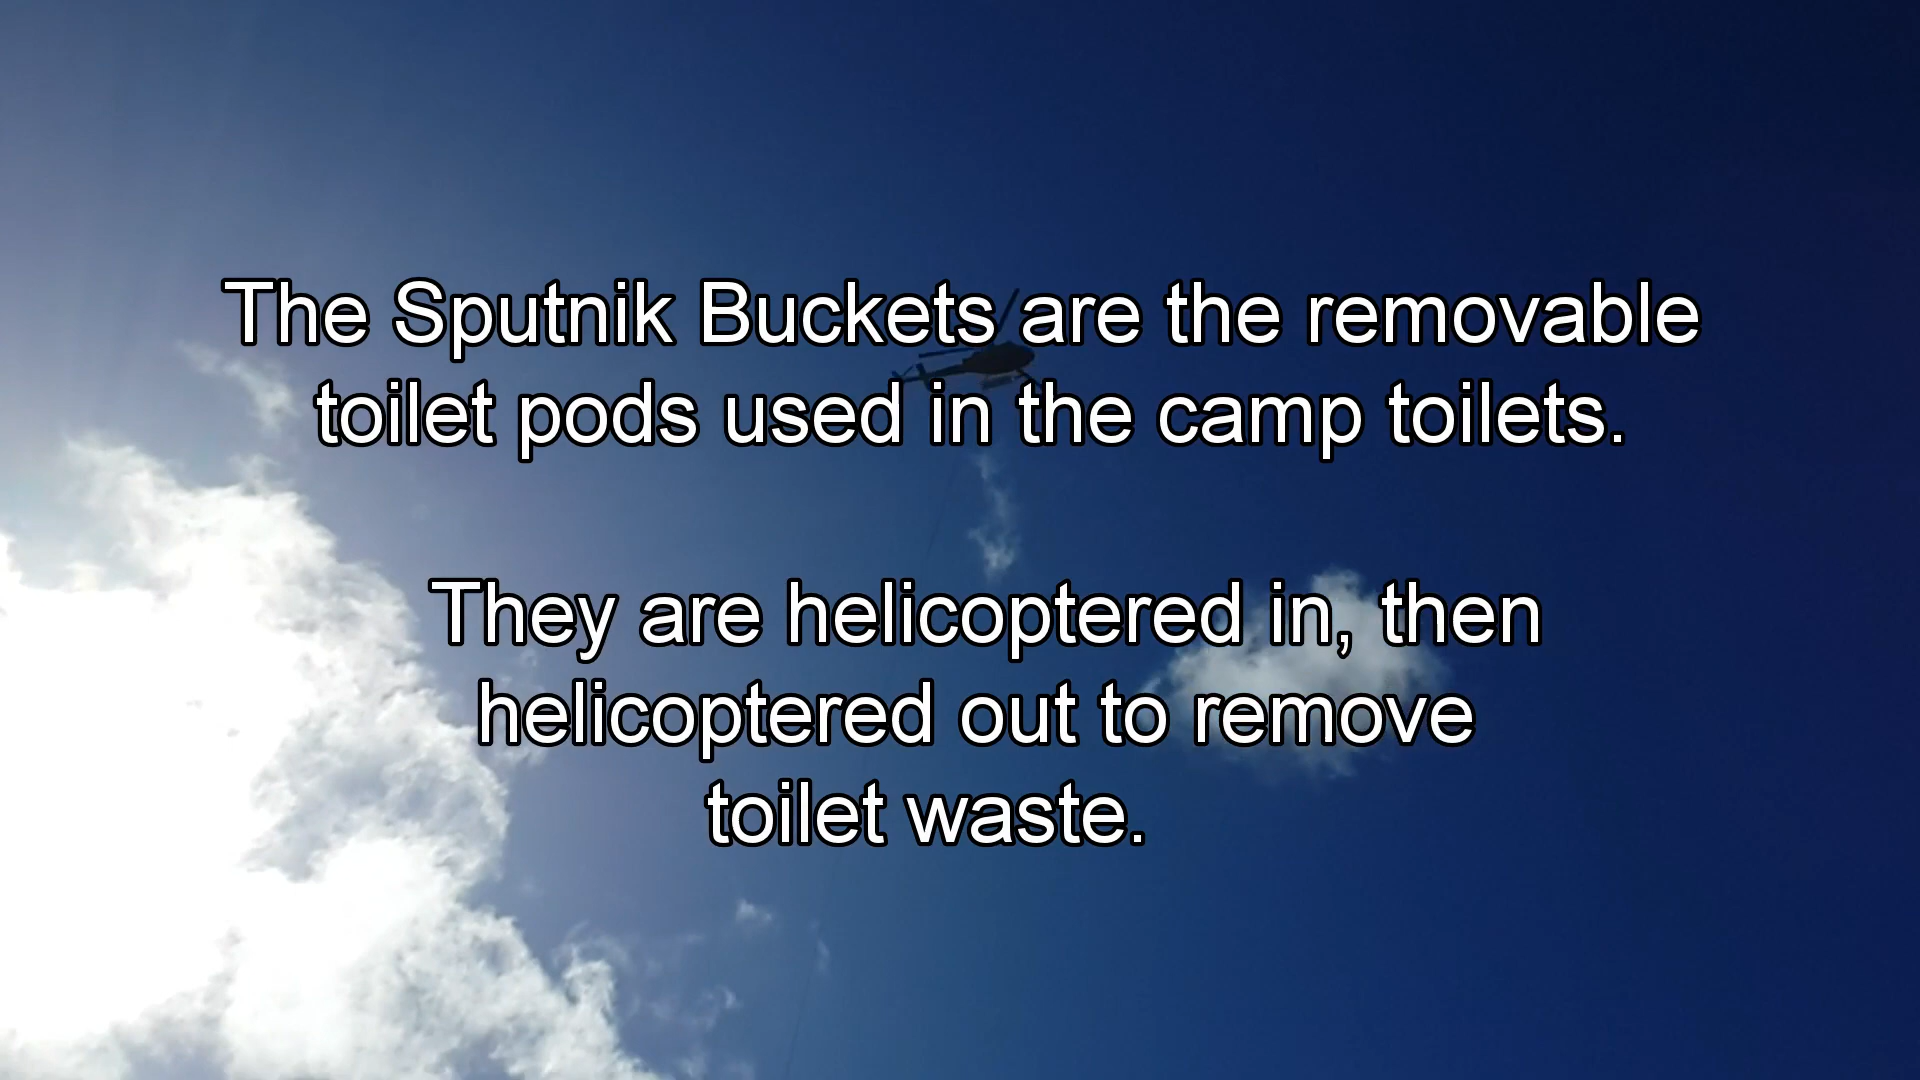 The Sputnik Buckets are the removable
toilet pods used in the camp toilets.
They are helicoptered in, then
helicoptered out to remove
toilet waste.